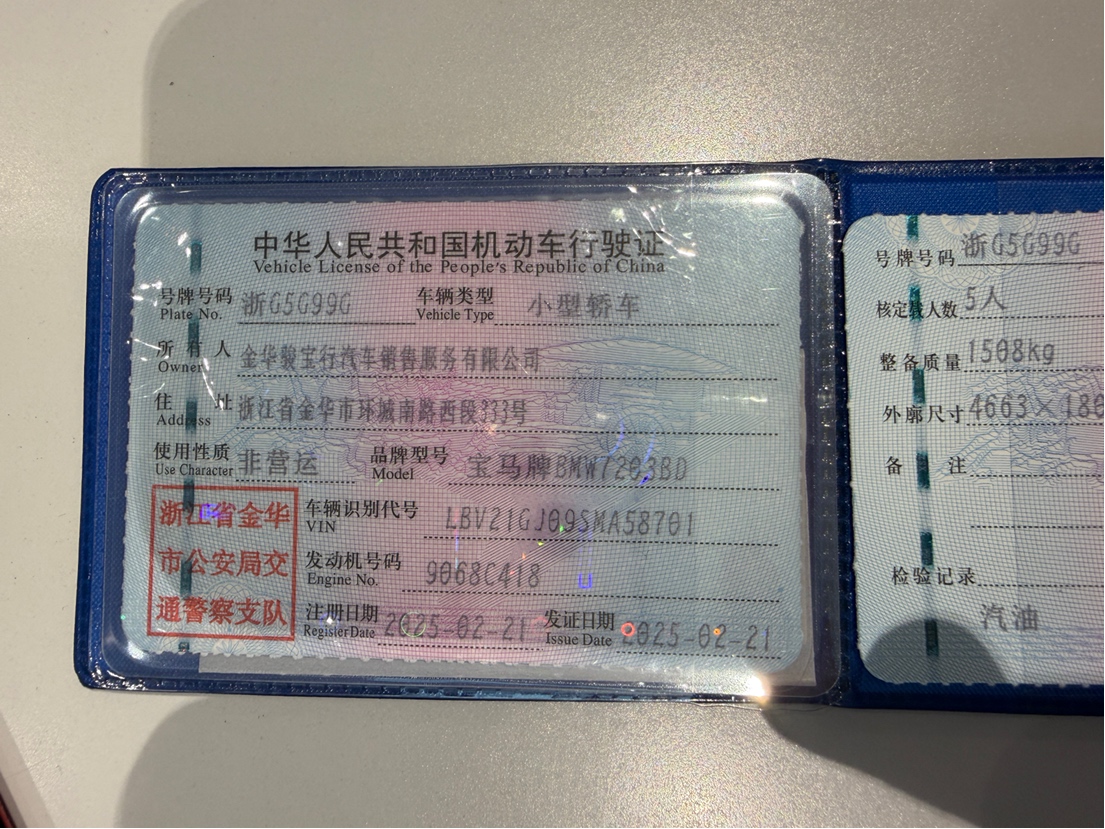 中华人民共和国机动车行驶证
Vehicle License of the People's Republic of China
号牌号码 浙G5G99G 车辆类型 小型轿车
Plate No. Vehicle Type
所有人 金华骏宝行汽车销售服务有限公司
Owner
住址 浙江省金华市环城南路西段333号
Address
使用性质 非营运 品牌型号 宝马牌BMW7203BD
Use Character Model
浙江省金华
市公安局交
通警察支队
车辆识别代号 LBV21GJ09SMA58701
VIN
发动机号码 9068C418
Engine No.
注册日期 2025-02-21 发证日期 2025-02-21
Register Date Issue Date
号牌号码 浙G5G99G
核定载人数 5人
整备质量 1508kg
外廓尺寸 4663×180
备注
检验记录
汽油